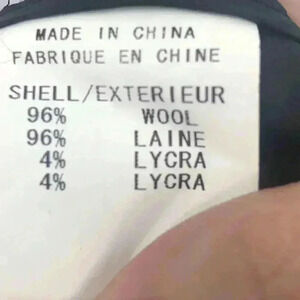 MADE IN CHINA
FABRIQUE EN CHINE
SHELL/EXTERIEUR
96% WOOL
96% LAINE
4% LYCRA
4% LYCRA